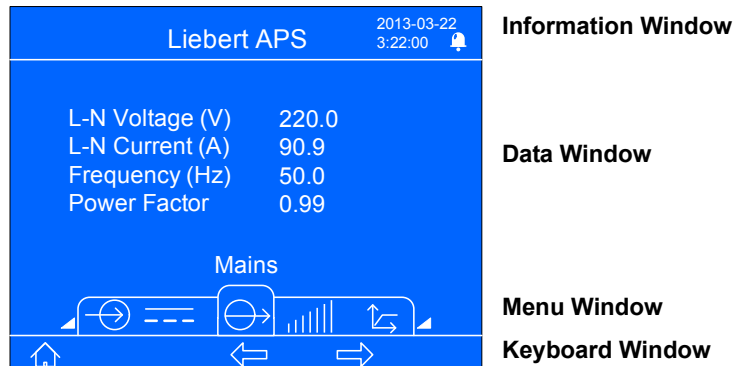 Liebert APS
2013-03-22
3:22:00
Information Window
L-N Voltage (V) 220.0
L-N Current (A) 90.9
Frequency (Hz) 50.0
Power Factor 0.99
Data Window
Mains
Menu Window
Keyboard Window